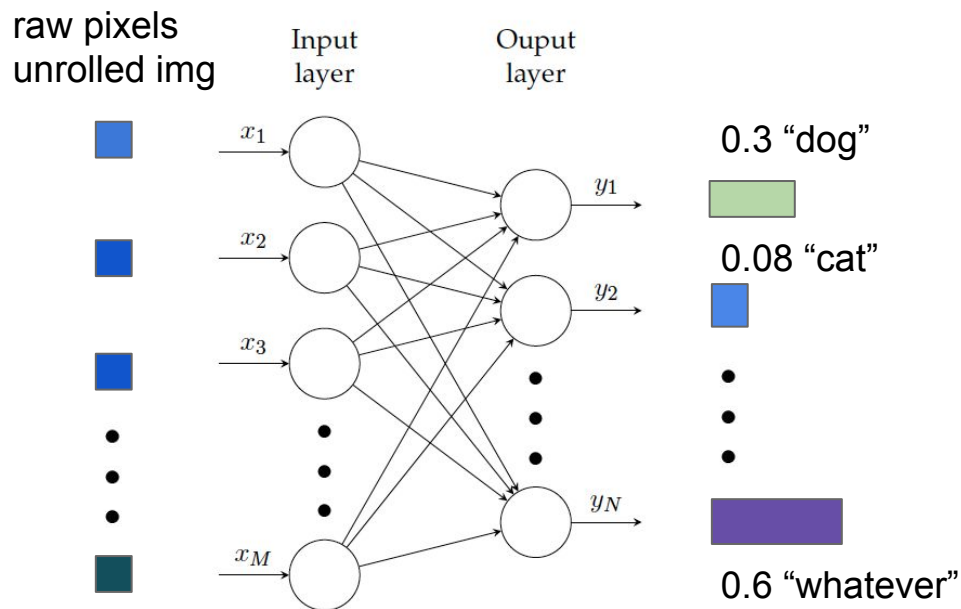 raw pixels
unrolled img
Input
layer
Ouput
layer
x1
x2
x3
xM
y1
y2
yN
0.3 “dog”
0.08 “cat”
0.6 “whatever”